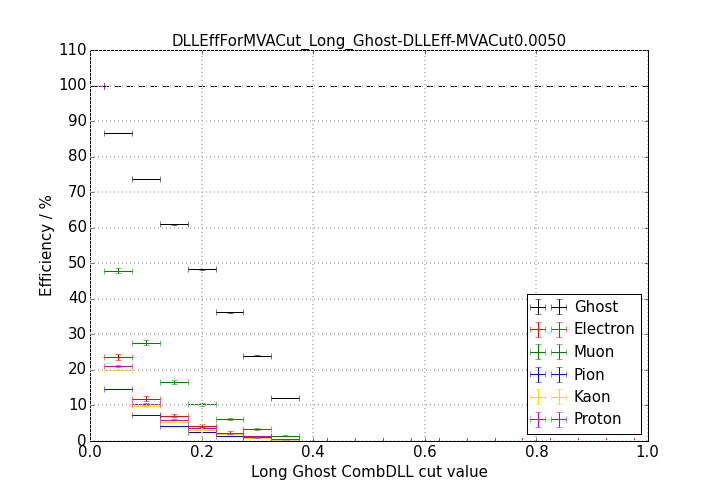 DLLEffForMVACut_Long_Ghost-DLLEff-MVACut0.0050
110
100
90
80
70
60
50
40
30
20
10
0
Efficiency / %
Ghost
Electron
Muon
Pion
Kaon
Proton
0.0 0.2 0.4 0.6 0.8 1.0
Long Ghost CombDLL cut value